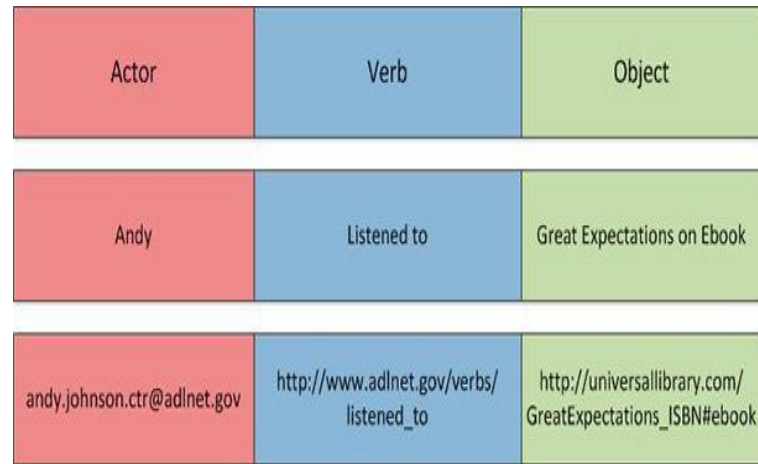 Actor
Verb
Object
Andy
Listened to
Great Expectations on Ebook
andy.johnson.ctr@adlnet.gov
http://www.adlnet.gov/verbs/
listened_to
http://universallibrary.com/
GreatExpectations_ISBN#ebook